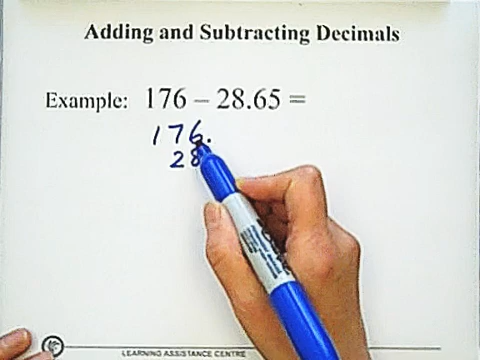 Adding and Subtracting Decimals
Example: 176 – 28.65 =
176.
28
LEARNING ASSISTANCE CENTRE